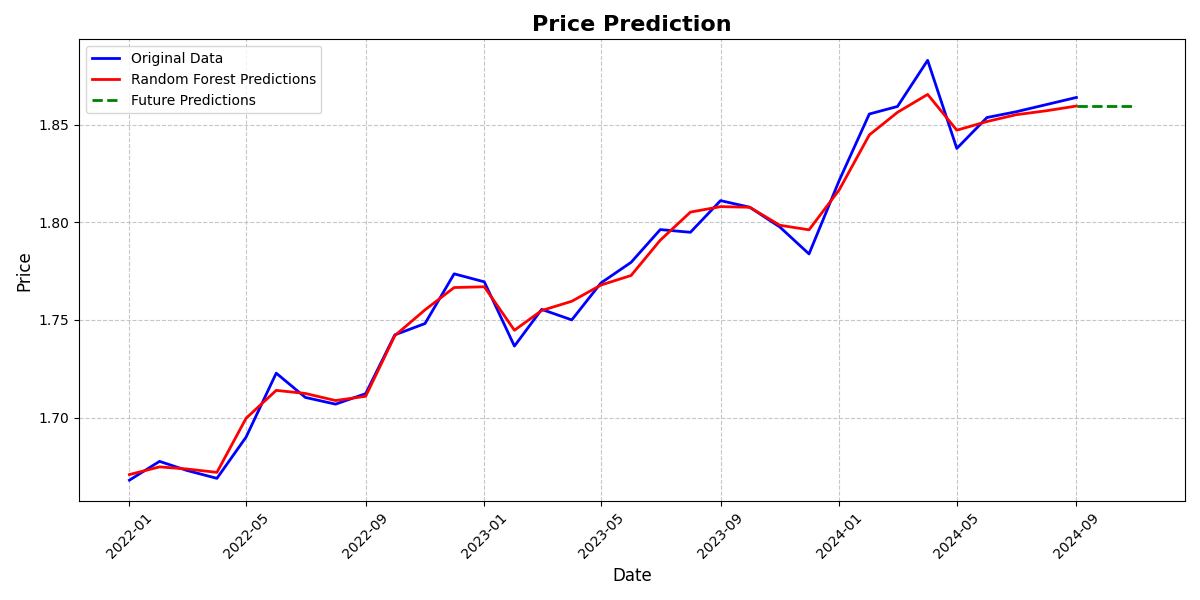 Price Prediction
Original Data
Random Forest Predictions
Future Predictions
Price
1.85
1.80
1.75
1.70
2022-01
2022-05
2022-09
2023-01
2023-05
2023-09
2024-01
2024-05
2024-09
Date